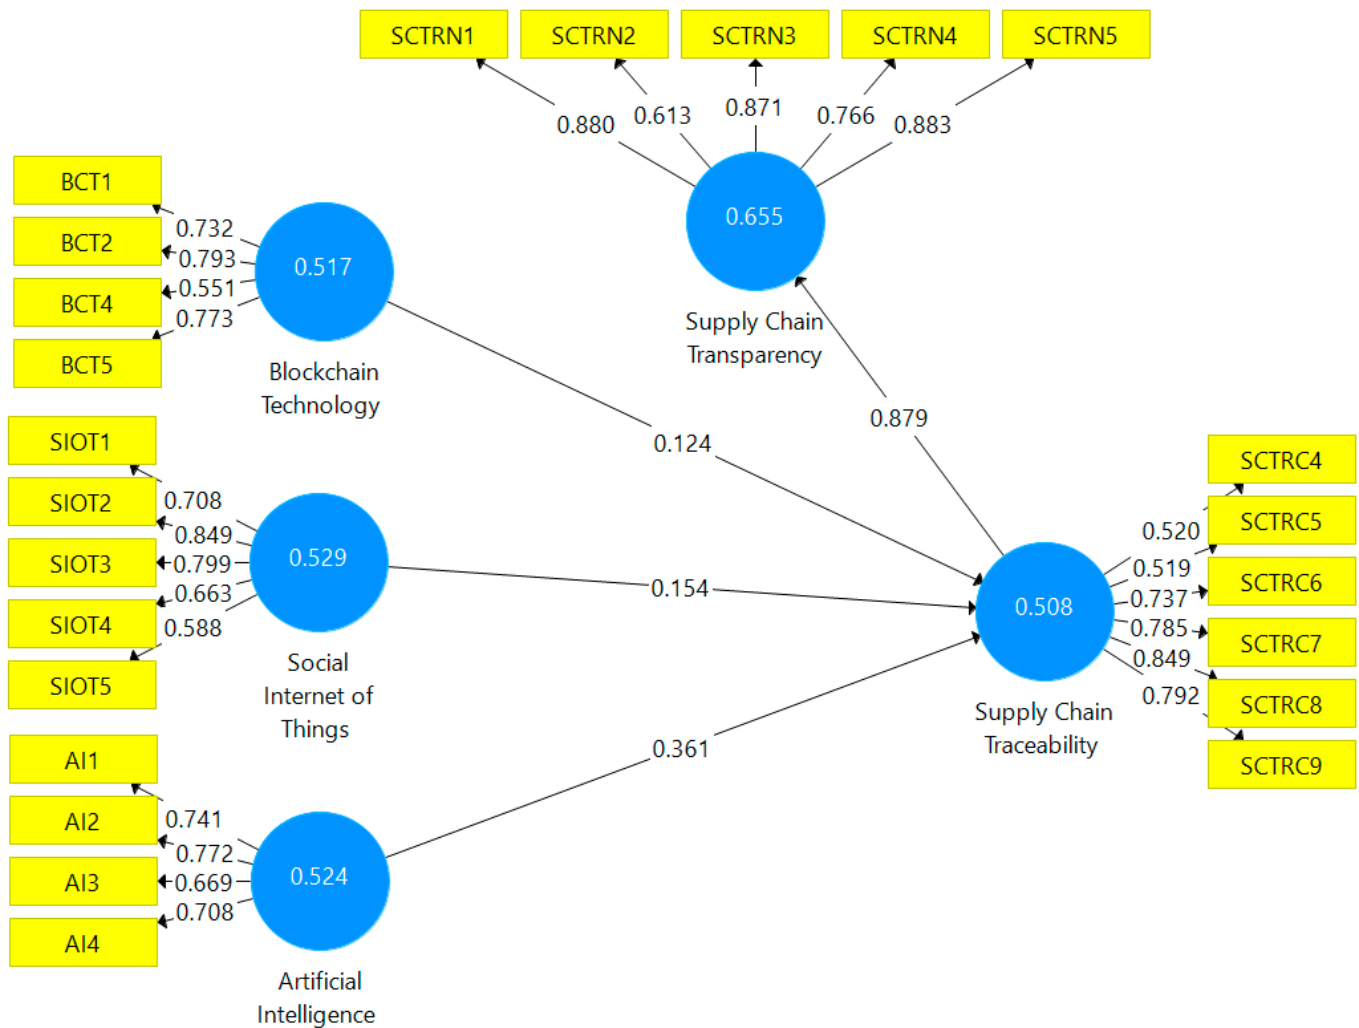 SCTRN1
SCTRN2
SCTRN3
SCTRN4
SCTRN5
0.880
0.613
0.871
0.766
0.883
0.655
Supply Chain
Transparency
BCT1
BCT2
BCT4
BCT5
0.732
0.793
0.551
0.773
0.517
Blockchain
Technology
0.879
0.124
SIOT1
SIOT2
SIOT3
SIOT4
SIOT5
0.708
0.849
0.799
0.663
0.588
0.529
Social
Internet of
Things
0.154
0.508
Supply Chain
Traceability
0.520
0.519
0.737
0.785
0.849
0.792
SCTRC4
SCTRC5
SCTRC6
SCTRC7
SCTRC8
SCTRC9
0.361
AI1
AI2
AI3
AI4
0.741
0.772
0.669
0.708
0.524
Artificial
Intelligence